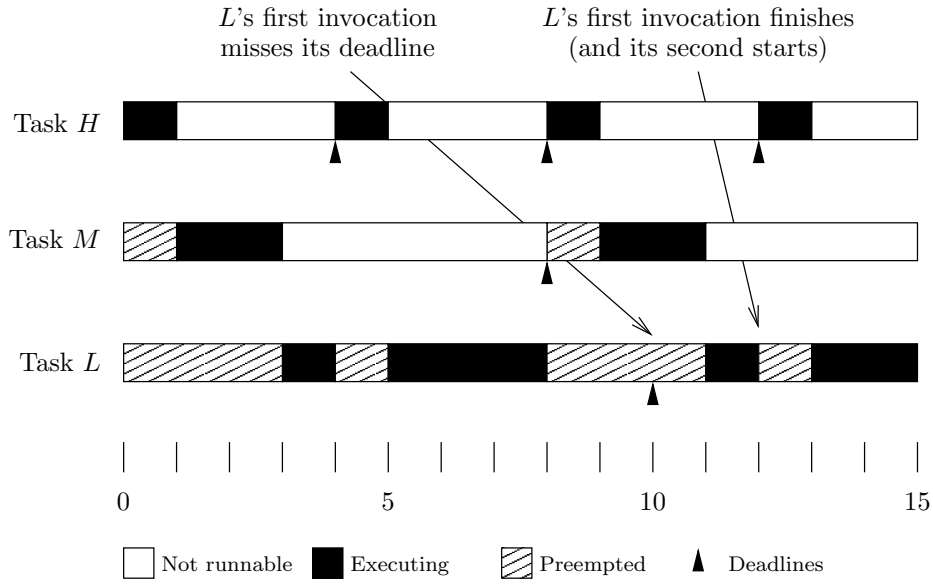 L's first invocation
misses its deadline
L's first invocation finishes
(and its second starts)
Task H
Task M
Task L
0 5 10 15
Not runnable Executing Preempted Deadlines